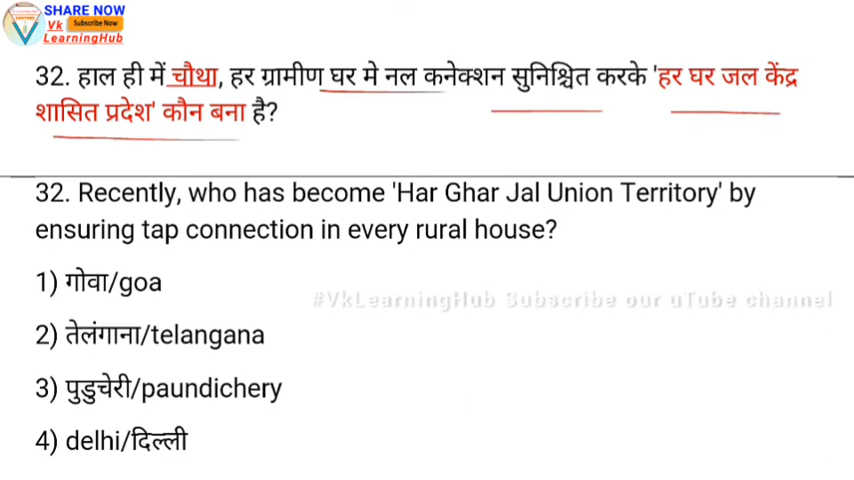 SHARE NOW
Vk Subscribe Now
LearningHub
32. हाल ही में चौथा, हर ग्रामीण घर मे नल कनेक्शन सुनिश्चित करके 'हर घर जल केंद्र
शासित प्रदेश' कौन बना है?
32. Recently, who has become 'Har Ghar Jal Union Territory' by
ensuring tap connection in every rural house?
1) गोवा/goa
#VkLearningHub Subscribe our uTube channel
2) तेलंगाना/telangana
3) पुडुचेरी/paundichery
4) delhi/दिल्ली